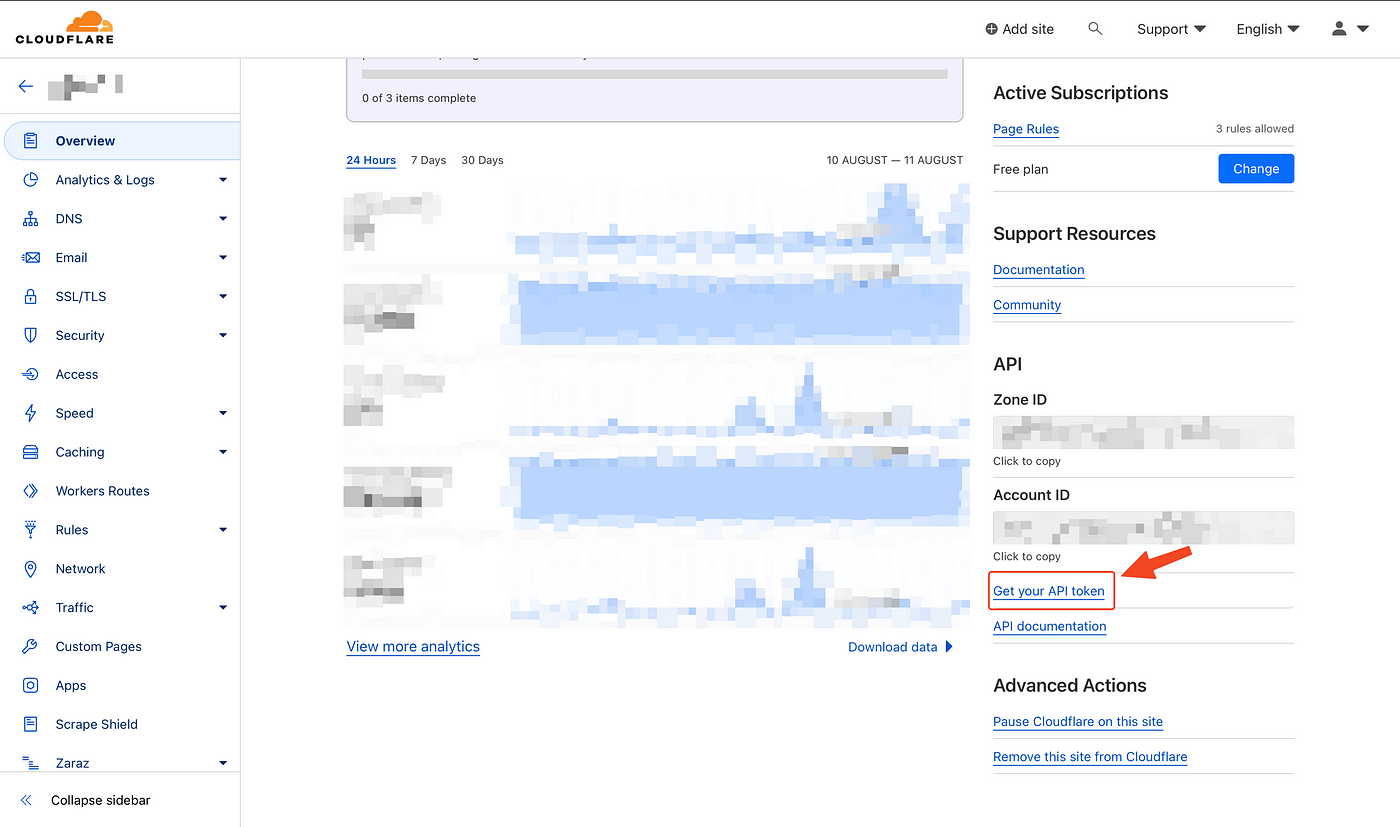 CLOUDFLARE
Add site
Support
English
Overview
Analytics & Logs
DNS
Email
SSL/TLS
Security
Access
Speed
Caching
Workers Routes
Rules
Network
Traffic
Custom Pages
Apps
Scrape Shield
Zaraz
Collapse sidebar
0 of 3 items complete
24 Hours 7 Days 30 Days 10 AUGUST — 11 AUGUST
View more analytics Download data
Active Subscriptions
Page Rules 3 rules allowed
Free plan Change
Support Resources
Documentation
Community
API
Zone ID
Click to copy
Account ID
Click to copy
Get your API token
API documentation
Advanced Actions
Pause Cloudflare on this site
Remove this site from Cloudflare